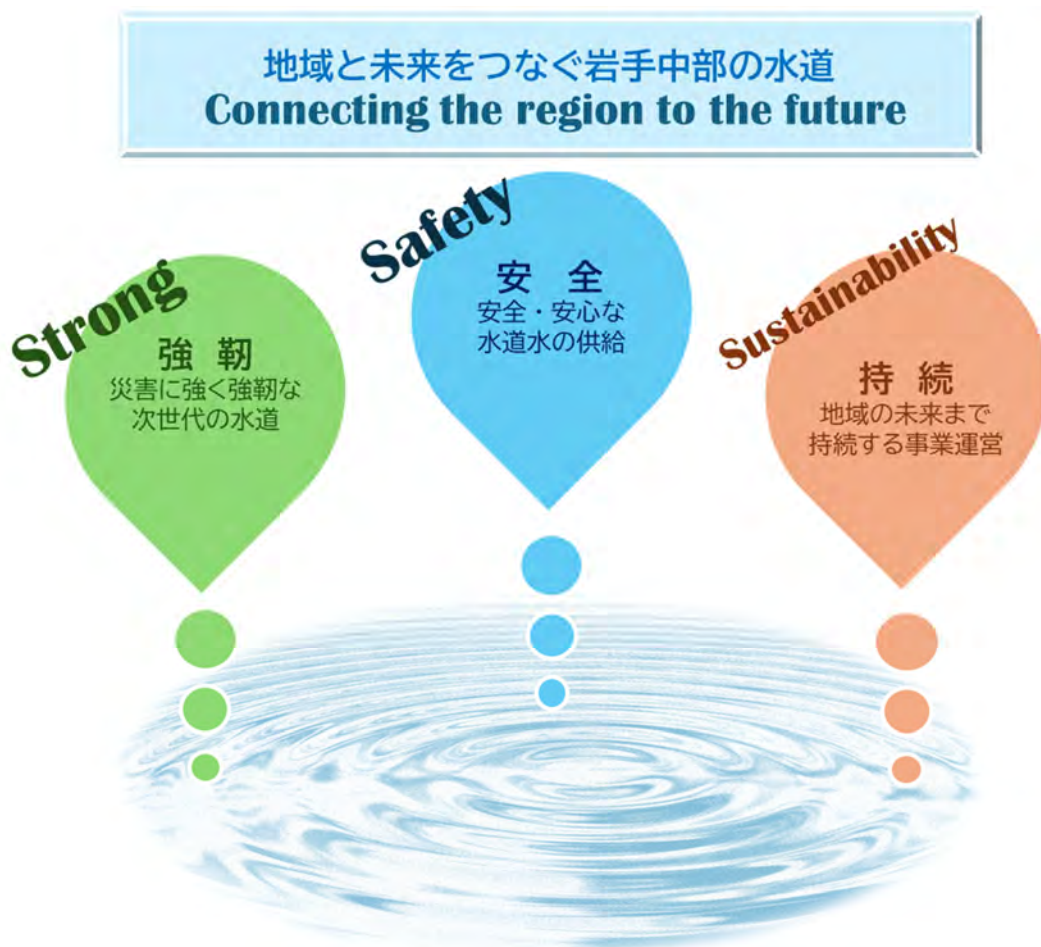 地域と未来をつなぐ岩手中部の水道
Connecting the region to the future
Strong
強 靭
災害に強く強靭な
次世代の水道
Safety
安 全
安全・安心な
水道水の供給
Sustainability
持 続
地域の未来まで
持続する事業運営